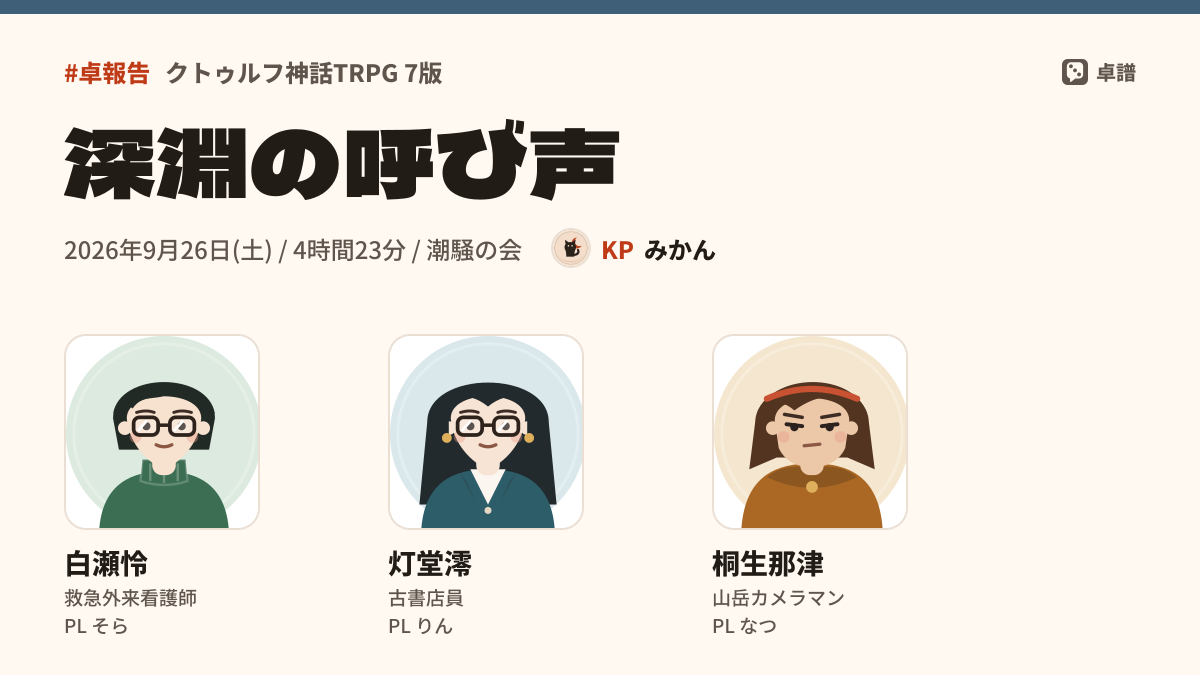 #卓報告 クトゥルフ神話TRPG 7版
卓譜
深淵の呼び声
2026年9月26日(土) / 4時間23分 / 潮騒の会 KP みかん
白瀬怜
救急外来看護師
PL そら
灯堂澪
古書店員
PL りん
桐生那津
山岳カメラマン
PL なつ